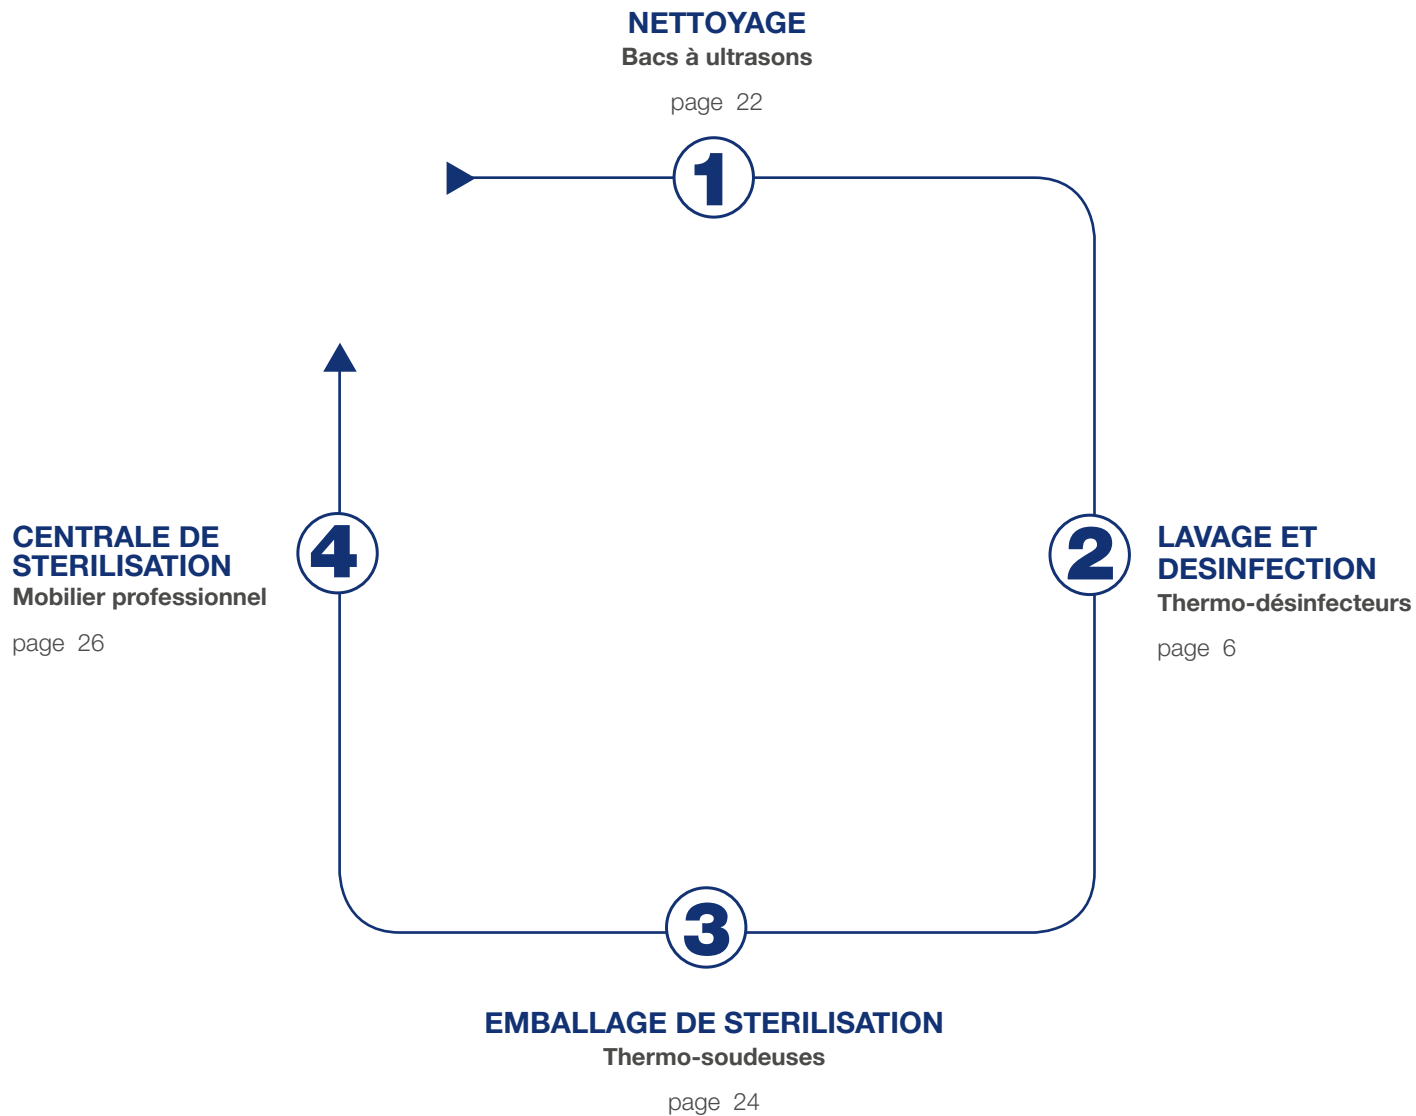 NETTOYAGE
Bacs à ultrasons
page 22
1
2
LAVAGE ET
DESINFECTION
Thermo-désinfecteurs
page 6
3
EMBALLAGE DE STERILISATION
Thermo-soudeuses
page 24
4
CENTRALE DE
STERILISATION
Mobilier professionnel
page 26